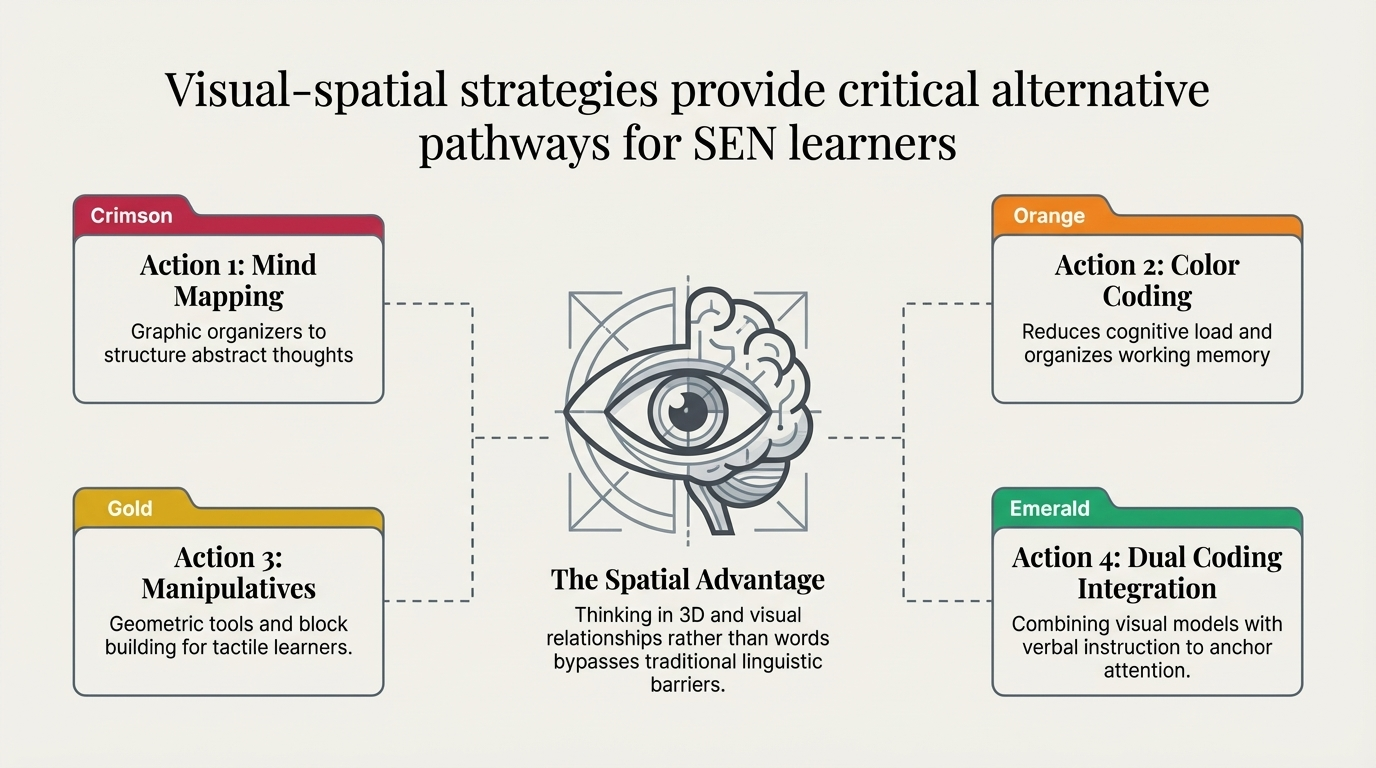 Visual-spatial strategies provide critical alternative
pathways for SEN learners
Crimson
Action 1: Mind
Mapping
Graphic organizers to
structure abstract thoughts
Orange
Action 2: Color
Coding
Reduces cognitive load and
organizes working memory
Gold
Action 3:
Manipulatives
Geometric tools and block
building for tactile learners.
The Spatial Advantage
Thinking in 3D and visual
relationships rather than words
bypasses traditional linguistic
barriers.
Emerald
Action 4: Dual Coding
Integration
Combining visual models with
verbal instruction to anchor
attention.